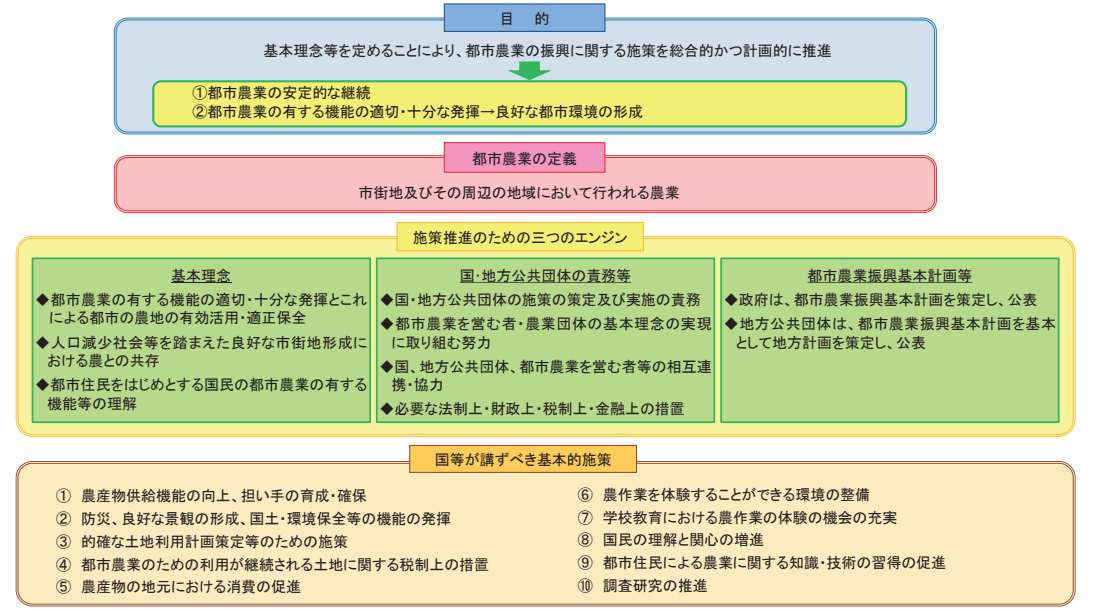 目　的
基本理念等を定めることにより、都市農業の振興に関する施策を総合的かつ計画的に推進
①都市農業の安定的な継続
②都市農業の有する機能の適切・十分な発揮→良好な都市環境の形成
都市農業の定義
市街地及びその周辺の地域において行われる農業
施策推進のための三つのエンジン
基本理念
◆都市農業の有する機能の適切・十分な発揮とこれ
による都市の農地の有効活用・適正保全
◆人口減少社会等を踏まえた良好な市街地形成に
おける農との共存
◆都市住民をはじめとする国民の都市農業の有する
機能等の理解
国・地方公共団体の責務等
◆国・地方公共団体の施策の策定及び実施の責務
◆都市農業を営む者・農業団体の基本理念の実現
に取り組む努力
◆国、地方公共団体、都市農業を営む者等の相互連
携・協力
◆必要な法制上・財政上・税制上・金融上の措置
都市農業振興基本計画等
◆政府は、都市農業振興基本計画を策定し、公表
◆地方公共団体は、都市農業振興基本計画を基本
として地方計画を策定し、公表
国等が講ずべき基本的施策
① 農産物供給機能の向上、担い手の育成・確保
② 防災、良好な景観の形成、国土・環境保全等の機能の発揮
③ 的確な土地利用計画策定等のための施策
④ 都市農業のための利用が継続される土地に関する税制上の措置
⑤ 農産物の地元における消費の促進
⑥ 農作業を体験することができる環境の整備
⑦ 学校教育における農作業の体験の機会の充実
⑧ 国民の理解と関心の増進
⑨ 都市住民による農業に関する知識・技術の習得の促進
⑩ 調査研究の推進